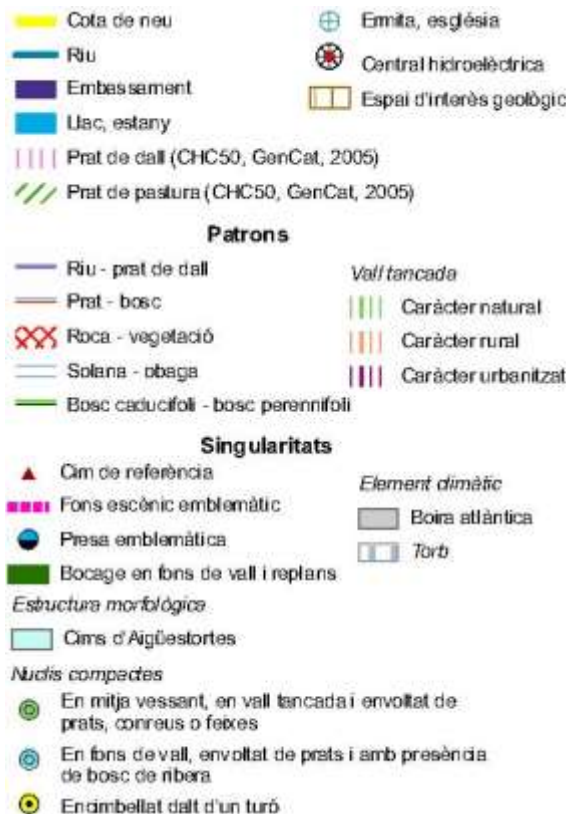 Cota de neu
Riu
Embassament
Llac, estany
Prat de dall (CHC50, GenCat, 2005)
Prat de pastura (CHC50, GenCat, 2005)
Ermita, església
Central hidroelèctrica
Espai d'interès geològic
Patrons
Riu - prat de dall
Prat - bosc
Roca - vegetació
Solana - obaga
Bosc caducifoli - bosc perennifoli
Vall tancada
Caràcter natural
Caràcter rural
Caràcter urbanitzat
Singularitats
Cim de referència
Fons escènic emblemàtic
Presa emblemàtica
Bocage en fons de vall i replans
Element climàtic
Boira atlàntica
Torb
Estructura morfològica
Cims d'Aigüestortes
Nuclis compactes
En mitja vessant, en vall tancada i envoltat de
prats, conreus o feixes
En fons de vall, envoltat de prats i amb presència
de bosc de ribera
Encimbellat dalt d'un turó